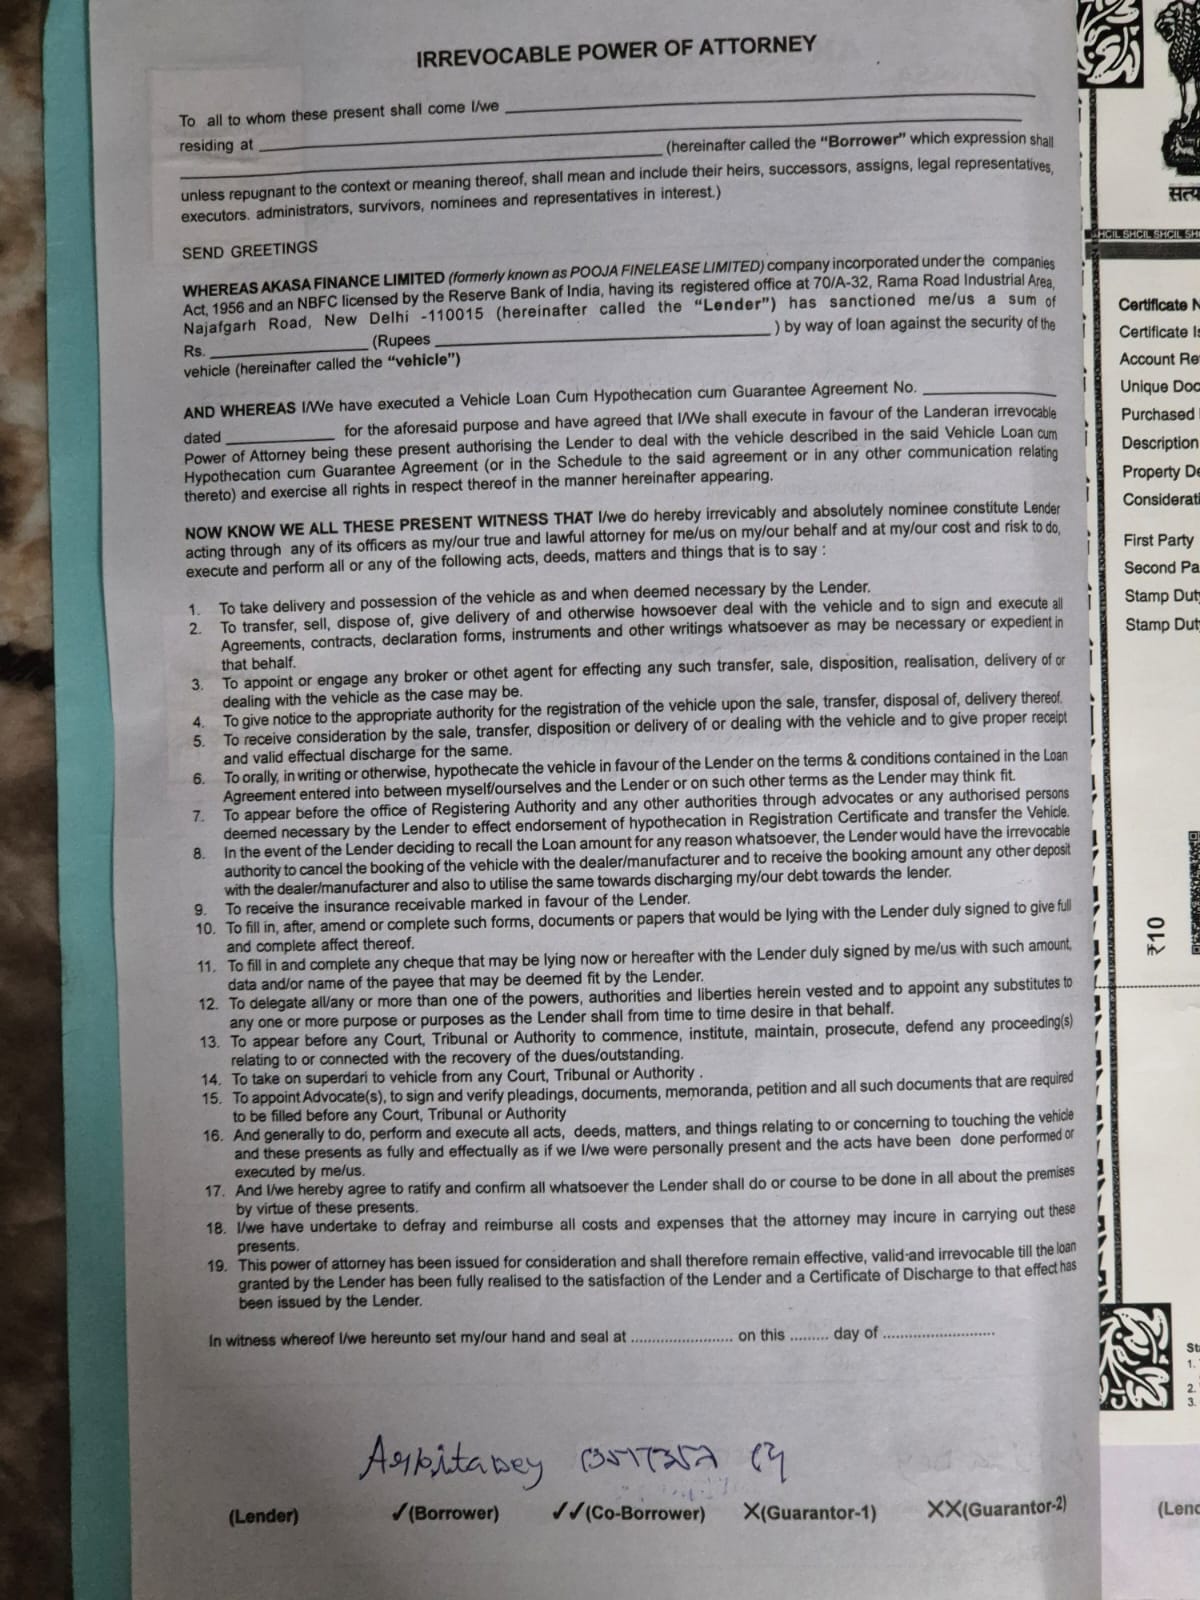 IRREVOCABLE POWER OF ATTORNEY
To all to whom these present shall come I/we
residing at
(hereinafter called the “Borrower” which expression shall
unless repugnant to the context or meaning thereof, shall mean and include their heirs, successors, assigns, legal representatives,
executors. administrators, survivors, nominees and representatives in interest.)
SEND GREETINGS
WHEREAS AKASA FINANCE LIMITED (formerly known as POOJA FINELEASE LIMITED) company incorporated under the companies
Act, 1956 and an NBFC licensed by the Reserve Bank of India, having its registered office at 70/A-32, Rama Road Industrial Area,
Najafgarh Road, New Delhi -110015 (hereinafter called the “Lender”) has sanctioned me/us a sum of
Rs. (Rupees ) by way of loan against the security of the
vehicle (hereinafter called the “vehicle”)
AND WHEREAS I/We have executed a Vehicle Loan Cum Hypothecation cum Guarantee Agreement No.
dated for the aforesaid purpose and have agreed that I/We shall execute in favour of the Landeran irrevocable
Power of Attorney being these present authorising the Lender to deal with the vehicle described in the said Vehicle Loan cum
Hypothecation cum Guarantee Agreement (or in the Schedule to the said agreement or in any other communication relating
thereto) and exercise all rights in respect thereof in the manner hereinafter appearing.
NOW KNOW WE ALL THESE PRESENT WITNESS THAT I/we do hereby irrevicably and absolutely nominee constitute Lender
acting through any of its officers as my/our true and lawful attorney for me/us on my/our behalf and at my/our cost and risk to do,
execute and perform all or any of the following acts, deeds, matters and things that is to say :
1. To take delivery and possession of the vehicle as and when deemed necessary by the Lender.
2. To transfer, sell, dispose of, give delivery of and otherwise howsoever deal with the vehicle and to sign and execute all
Agreements, contracts, declaration forms, instruments and other writings whatsoever as may be necessary or expedient in
that behalf.
3. To appoint or engage any broker or othet agent for effecting any such transfer, sale, disposition, realisation, delivery of or
dealing with the vehicle as the case may be.
4. To give notice to the appropriate authority for the registration of the vehicle upon the sale, transfer, disposal of, delivery thereof.
5. To receive consideration by the sale, transfer, disposition or delivery of or dealing with the vehicle and to give proper receipt
and valid effectual discharge for the same.
6. To orally, in writing or otherwise, hypothecate the vehicle in favour of the Lender on the terms & conditions contained in the Loan
Agreement entered into between myself/ourselves and the Lender or on such other terms as the Lender may think fit.
7. To appear before the office of Registering Authority and any other authorities through advocates or any authorised persons
deemed necessary by the Lender to effect endorsement of hypothecation in Registration Certificate and transfer the Vehicle.
8. In the event of the Lender deciding to recall the Loan amount for any reason whatsoever, the Lender would have the irrevocable
authority to cancel the booking of the vehicle with the dealer/manufacturer and to receive the booking amount any other deposit
with the dealer/manufacturer and also to utilise the same towards discharging my/our debt towards the lender.
9. To receive the insurance receivable marked in favour of the Lender.
10. To fill in, after, amend or complete such forms, documents or papers that would be lying with the Lender duly signed to give full
and complete affect thereof.
11. To fill in and complete any cheque that may be lying now or hereafter with the Lender duly signed by me/us with such amount,
data and/or name of the payee that may be deemed fit by the Lender.
12. To delegate all/any or more than one of the powers, authorities and liberties herein vested and to appoint any substitutes to
any one or more purpose or purposes as the Lender shall from time to time desire in that behalf.
13. To appear before any Court, Tribunal or Authority to commence, institute, maintain, prosecute, defend any proceeding(s)
relating to or connected with the recovery of the dues/outstanding.
14. To take on superdari to vehicle from any Court, Tribunal or Authority .
15. To appoint Advocate(s), to sign and verify pleadings, documents, memoranda, petition and all such documents that are required
to be filled before any Court, Tribunal or Authority
16. And generally to do, perform and execute all acts, deeds, matters, and things relating to or concerning to touching the vehicle
and these presents as fully and effectually as if we I/we were personally present and the acts have been done performed or
executed by me/us.
17. And I/we hereby agree to ratify and confirm all whatsoever the Lender shall do or course to be done in all about the premises
by virtue of these presents.
18. I/we have undertake to defray and reimburse all costs and expenses that the attorney may incure in carrying out these
presents.
19. This power of attorney has been issued for consideration and shall therefore remain effective, valid and irrevocable till the loan
granted by the Lender has been fully realised to the satisfaction of the Lender and a Certificate of Discharge to that effect has
been issued by the Lender.
In witness whereof I/we hereunto set my/our hand and seal at ....................... on this ......... day of .........................
(Lender) ✓(Borrower) ✓✓(Co-Borrower) X(Guarantor-1) XX(Guarantor-2)
सत्य
SHCIL SHCIL
Certificate
Certificate
Account
Unique
Purchased
Description
Property
First Party
Second
Stamp
Stamp
₹10
1.
2.
3.